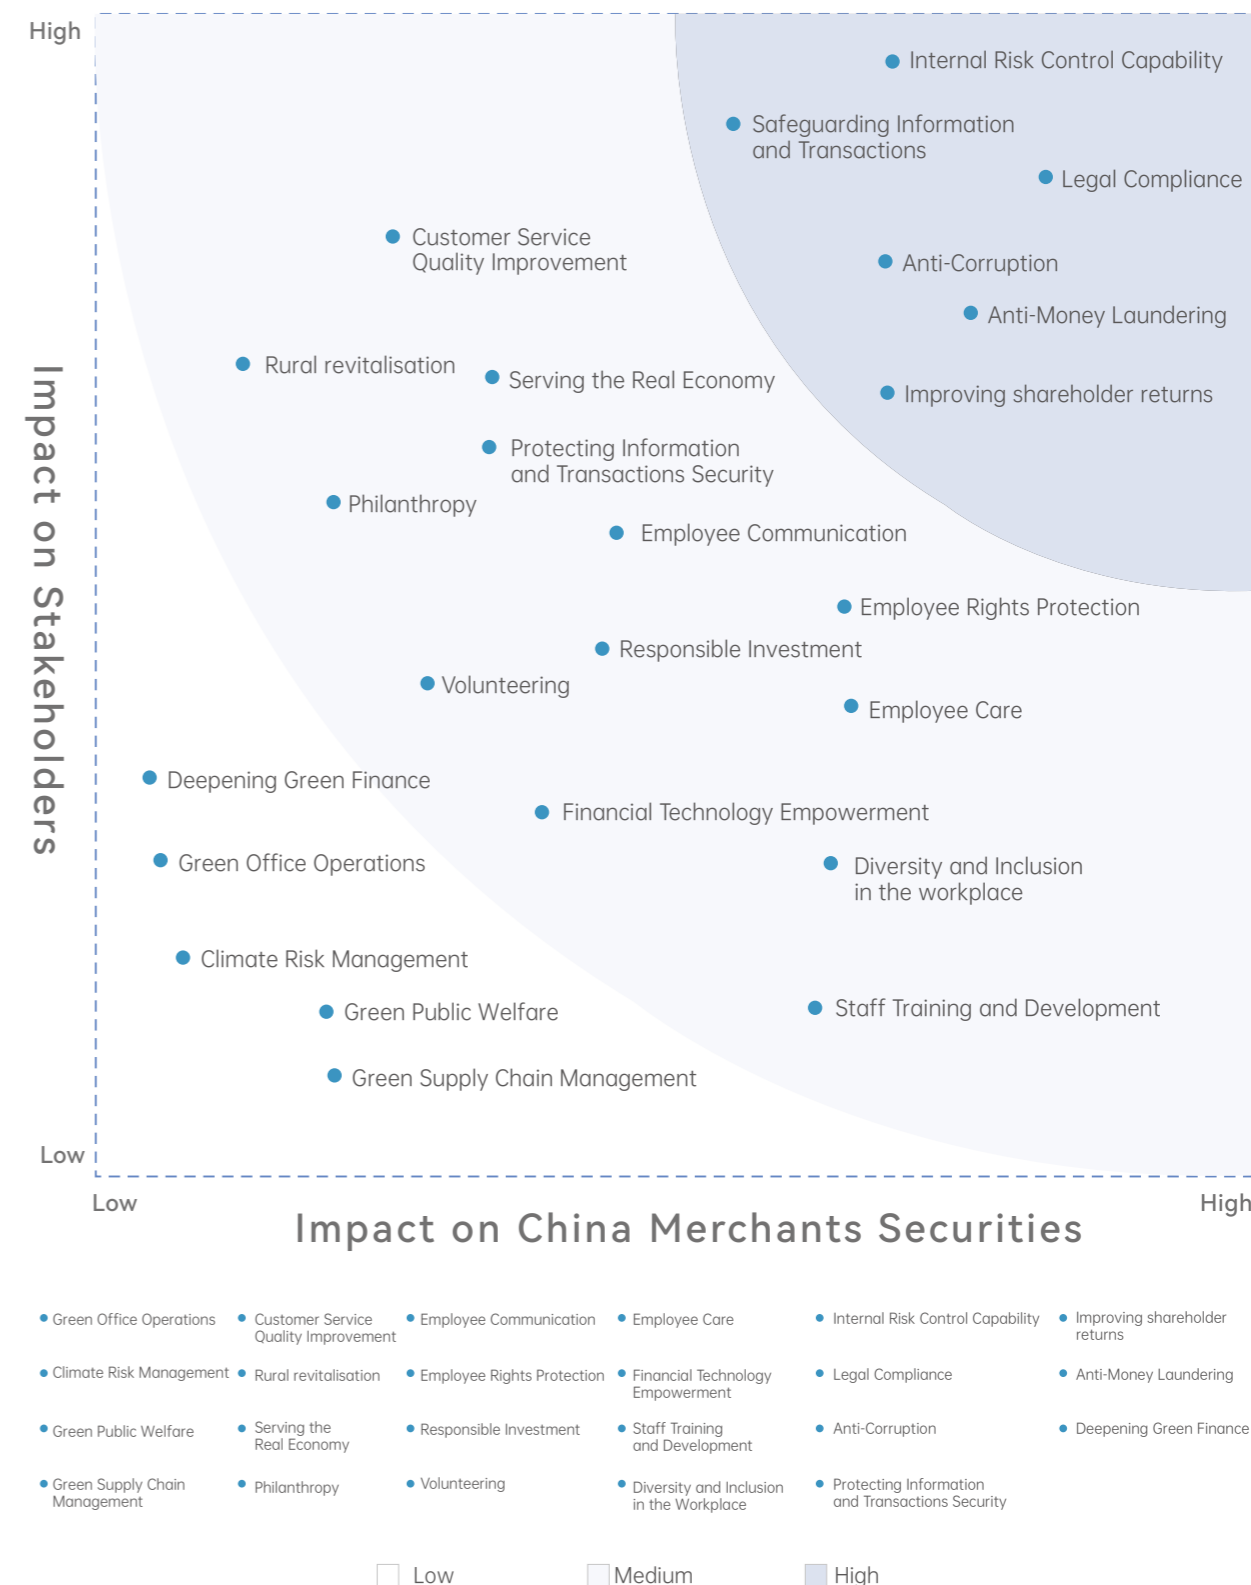 High
Internal Risk Control Capability
Safeguarding Information
and Transactions
Legal Compliance
Customer Service
Quality Improvement
Anti-Corruption
Anti-Money Laundering
Rural revitalisation
Serving the Real Economy
Improving shareholder returns
Protecting Information
and Transactions Security
Philanthropy
Employee Communication
Impact on Stakeholders
Employee Rights Protection
Responsible Investment
Volunteering
Employee Care
Deepening Green Finance
Financial Technology Empowerment
Green Office Operations
Diversity and Inclusion
in the workplace
Climate Risk Management
Green Public Welfare
Staff Training and Development
Green Supply Chain Management
Low
Low
High
Impact on China Merchants Securities
Green Office Operations
Customer Service
Quality Improvement
Employee Communication
Employee Care
Internal Risk Control Capability
Improving shareholder
returns
Climate Risk Management
Rural revitalisation
Employee Rights Protection
Financial Technology
Empowerment
Legal Compliance
Anti-Money Laundering
Green Public Welfare
Serving the
Real Economy
Responsible Investment
Staff Training
and Development
Anti-Corruption
Deepening Green Finance
Green Supply Chain
Management
Philanthropy
Volunteering
Diversity and Inclusion
in the Workplace
Protecting Information
and Transactions Security
Low
Medium
High